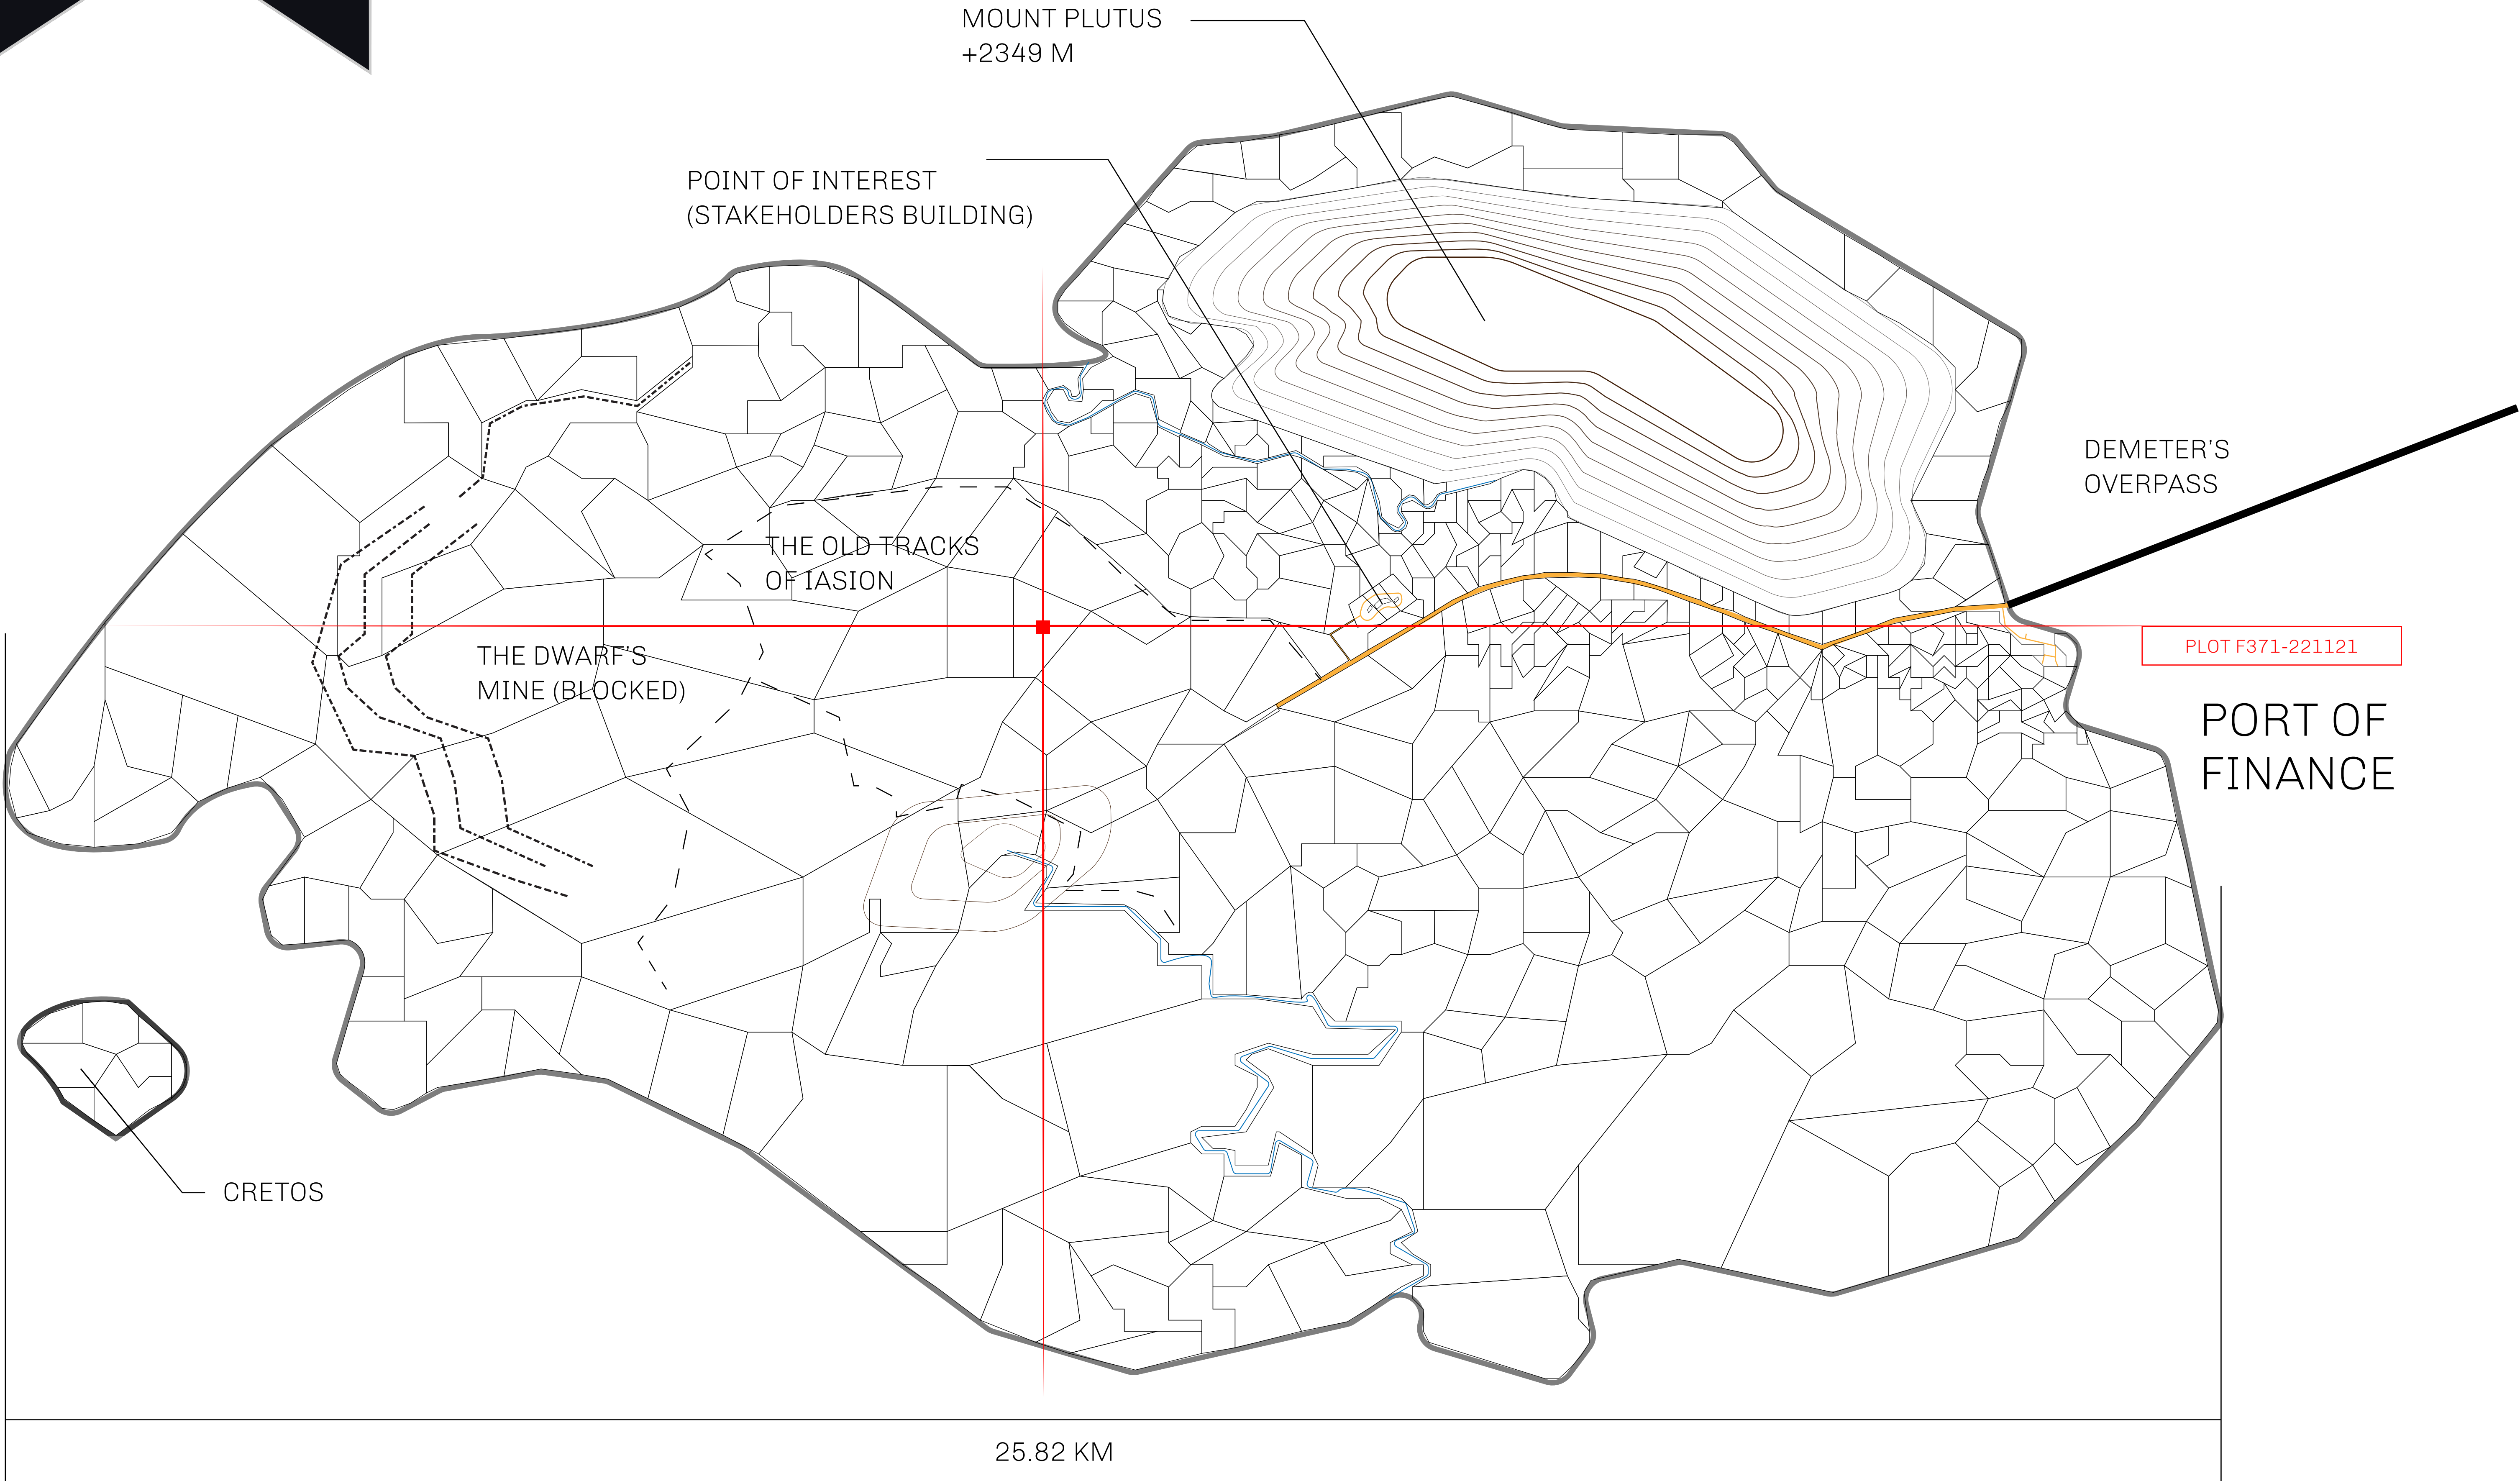 MOUNT PLUTUS
+2349 M
POINT OF INTEREST
(STAKEHOLDERS BUILDING)
DEMETER'S
OVERPASS
THE OLD TRACKS
OF IASION
THE DWARF'S
MINE (BLOCKED)
PLOT F371-221121
PORT OF
FINANCE
CRETOS
25.82 KM